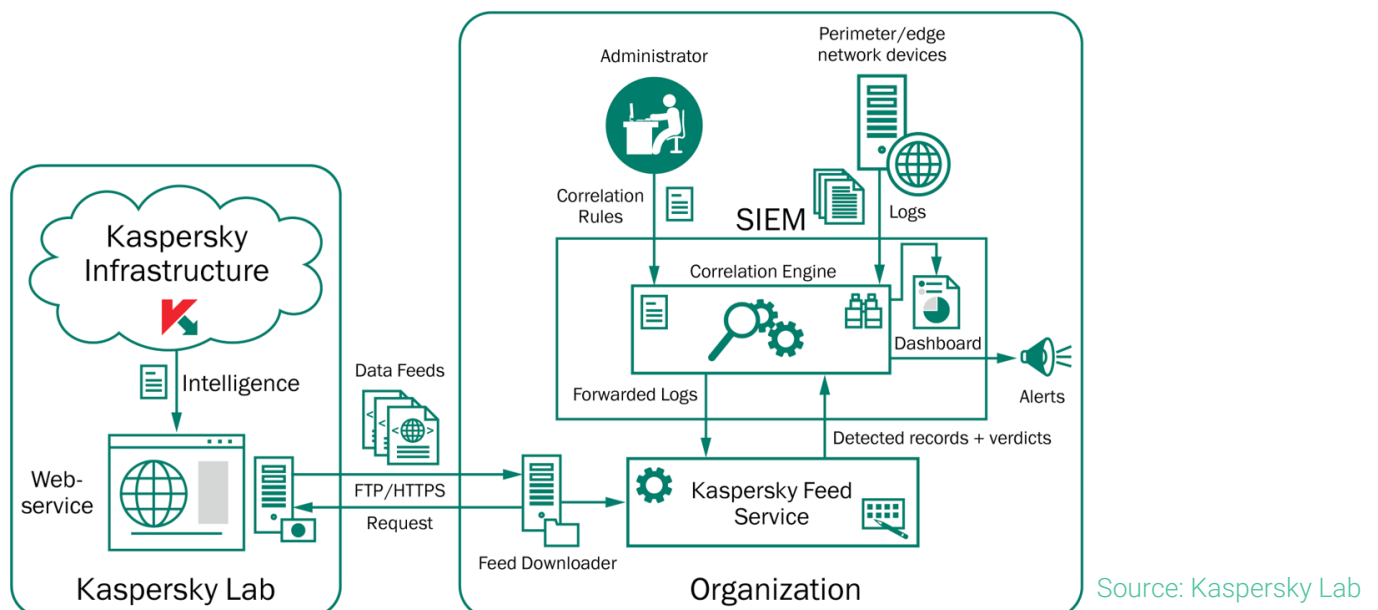 Perimeter/edge
network devices
Administrator
Correlation
Rules
Logs
SIEM
Kaspersky
Infrastructure
Correlation Engine
Dashboard
Data Feeds
Intelligence
Forwarded Logs
Alerts
Detected records + verdicts
Web-
service
FTP/HTTPS
Request
Kaspersky Feed
Service
Feed Downloader
Kaspersky Lab
Organization
Source: Kaspersky Lab